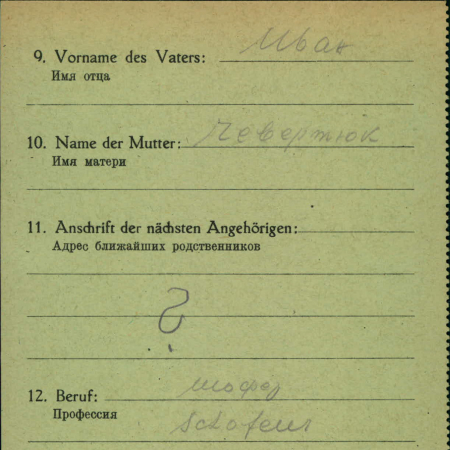 9. Vorname des Vaters: Иван
Имя отца
10. Name der Mutter: Чевертюк
Имя матери
11. Anschrift der nächsten Angehörigen:
Адрес ближайших родственников
?
12. Beruf: шофер
Профессия